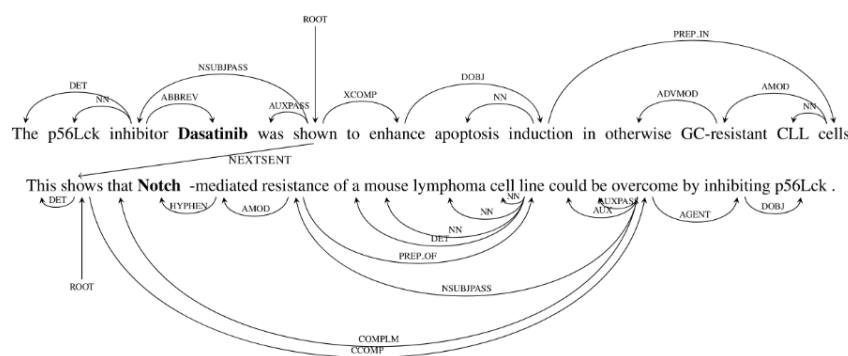 ROOT
PREP_IN
NSUBJPASS DOBJ
DET ABBREV XCOMP ADVMOD AMOD
NN AUXPASS NN NN
The p56Lck inhibitor Dasatinib was shown to enhance apoptosis induction in otherwise GC-resistant CLL cells
NEXTSENT
This shows that Notch -mediated resistance of a mouse lymphoma cell line could be overcome by inhibiting p56Lck .
DET HYPHEN AMOD NN NN AUXPASS AUX AGENT DOBJ
NN
DET
PREP_OF
NSUBJPASS
ROOT
COMPLM
CCOMP